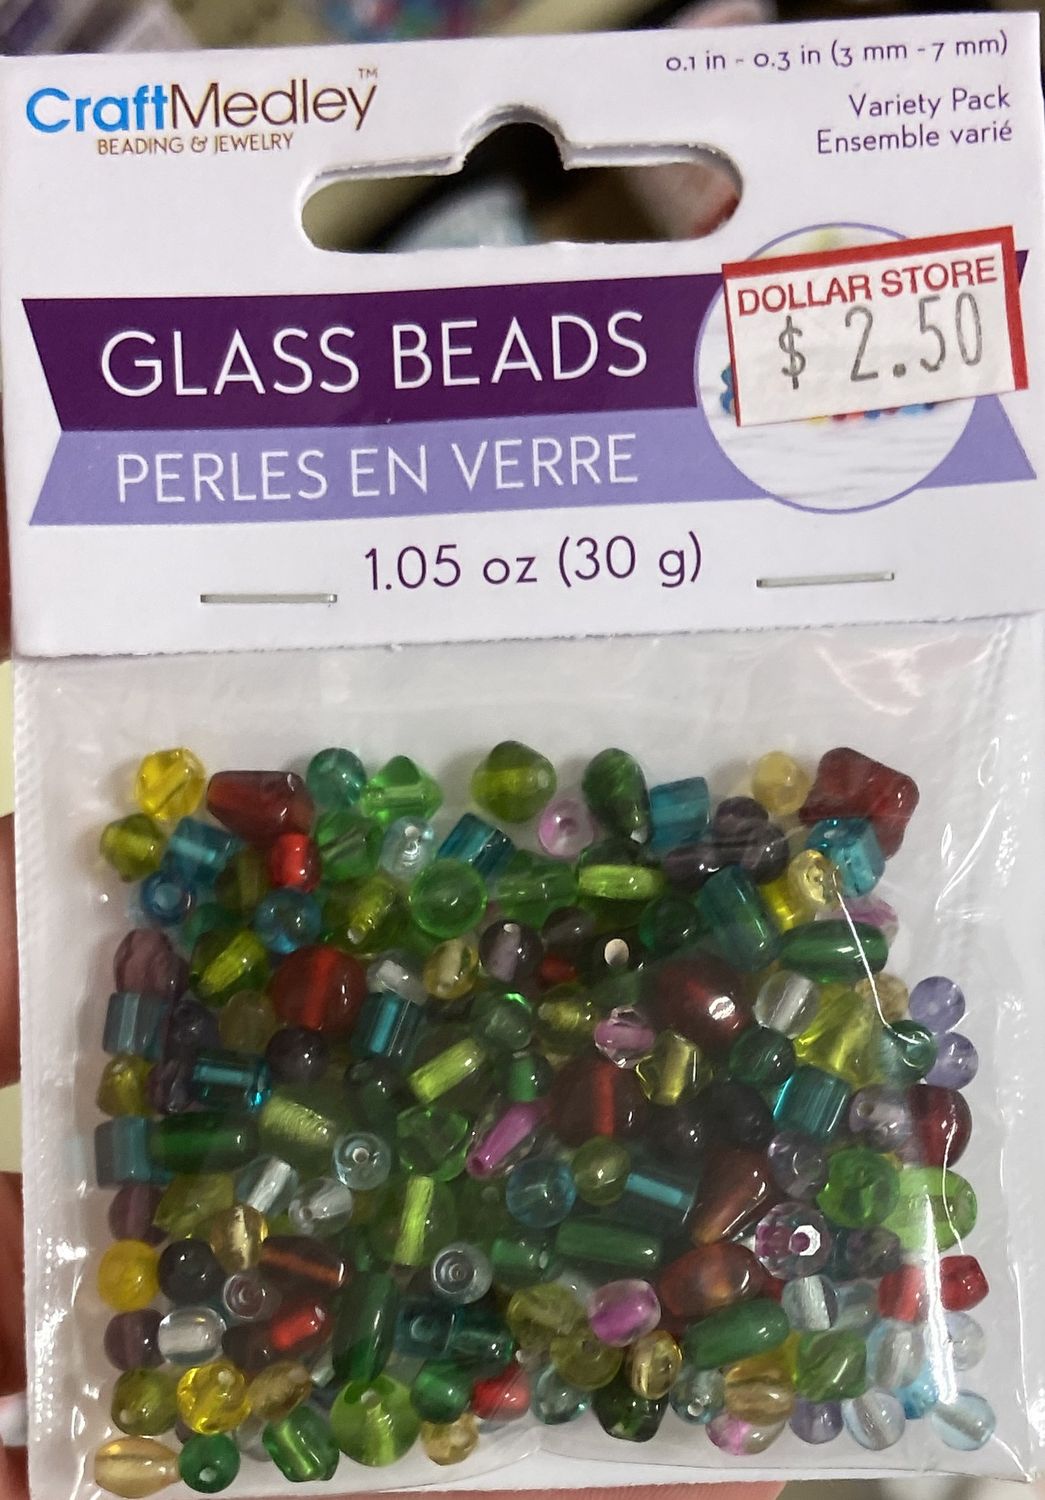 CraftMedley™
BEADING & JEWELRY
0.1 in - 0.3 in (3 mm - 7 mm)
Variety Pack
Ensemble varié
DOLLAR STORE
$ 2.50
GLASS BEADS
PERLES EN VERRE
1.05 oz (30 g)